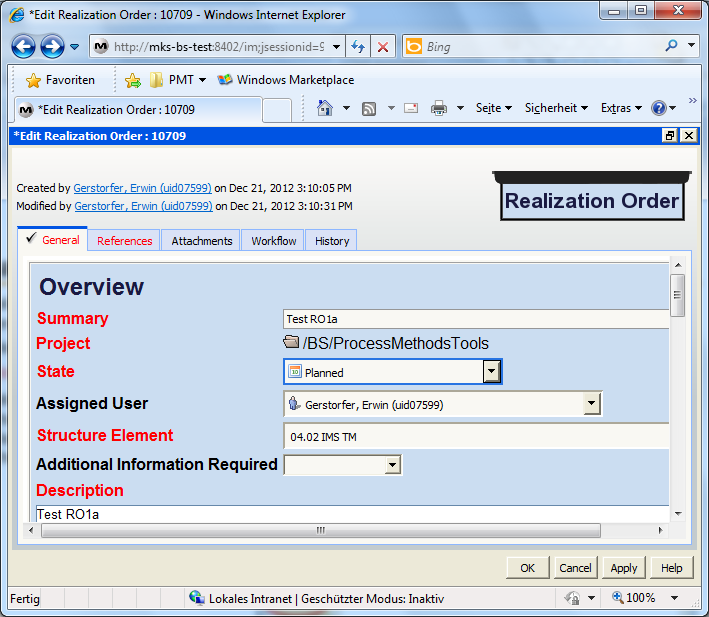 *Edit Realization Order : 10709 - Windows Internet Explorer
http://mks-bs-test:8402/im;jsessionid=9
Bing
Favoriten
PMT
Windows Marketplace
*Edit Realization Order : 10709
Seite
Sicherheit
Extras
*Edit Realization Order : 10709
Created by Gerstorfer, Erwin (uid07599) on Dec 21, 2012 3:10:05 PM
Modified by Gerstorfer, Erwin (uid07599) on Dec 21, 2012 3:10:31 PM
Realization Order
General
References
Attachments
Workflow
History
Overview
Summary
Test RO1a
Project
/BS/ProcessMethodsTools
State
Planned
Assigned User
Gerstorfer, Erwin (uid07599)
Structure Element
04.02 IMS TM
Additional Information Required
Description
Test RO1a
OK
Cancel
Apply
Help
Fertig
Lokales Intranet | Geschützter Modus: Inaktiv
100%